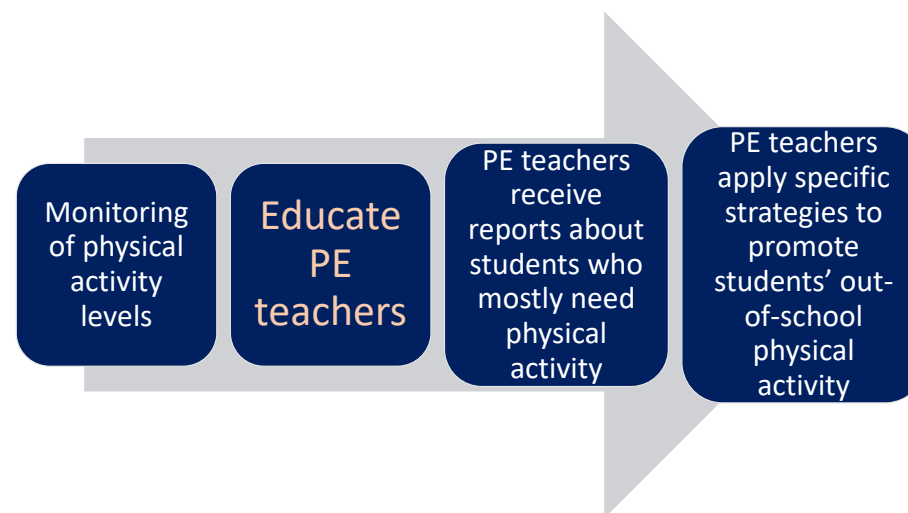 Monitoring
of physical
activity
levels
Educate
PE
teachers
PE teachers
receive
reports about
students who
mostly need
physical
activity
PE teachers
apply specific
strategies to
promote
students’ out-
of-school
physical
activity